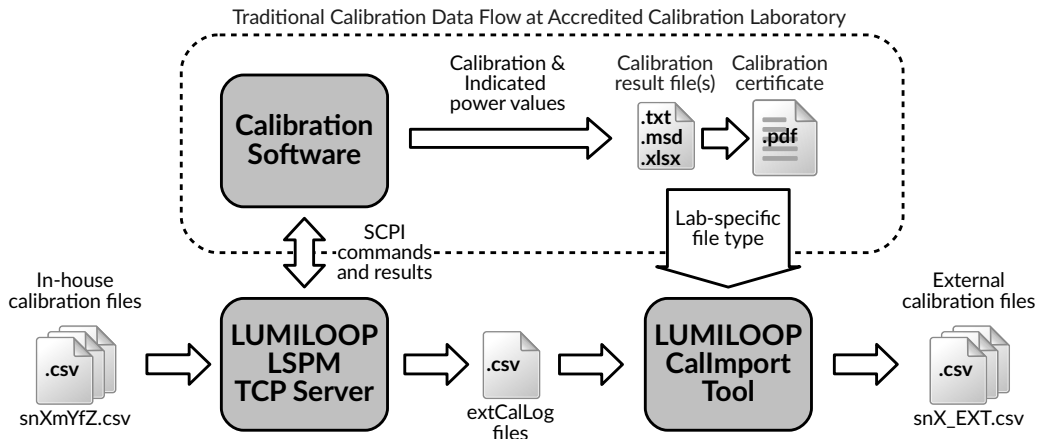 Traditional Calibration Data Flow at Accredited Calibration Laboratory
Calibration
Software
Calibration &
Indicated
power values
Calibration
result file(s)
.txt
.msd
.xlsx
Calibration
certificate
.pdf
SCPI
commands
and results
Lab-specific
file type
In-house
calibration files
.csv
snXmYfZ.csv
LUMILOOP
LSPM
TCP Server
.csv
extCalLog
files
LUMILOOP
CalImport
Tool
External
calibration files
.csv
snX_EXT.csv